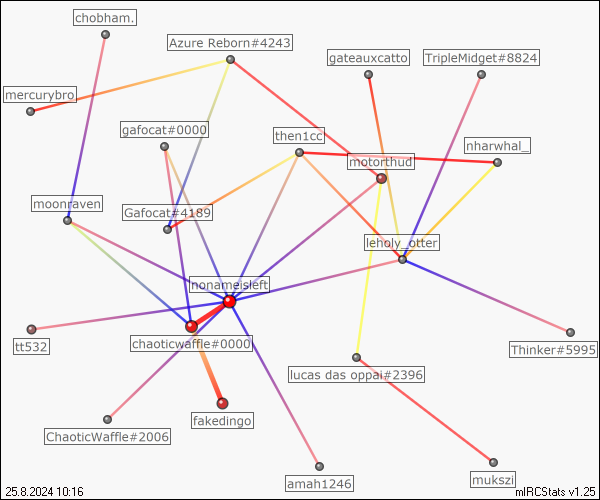 chobham.
Azure Reborn#4243
gateauxcatto
TripleMidget#8824
mercurybro
gafocat#0000
then1cc
nharwhal_
motorthud
moonraven
Gafocat#4189
leholy_otter
nonameisleft
tt532
chaoticwaffle#0000
Thinker#5995
lucas das oppai#2396
fakedingo
ChaoticWaffle#2006
amah1246
mukszi
25.8.2024 10:16
mIRCStats v1.25